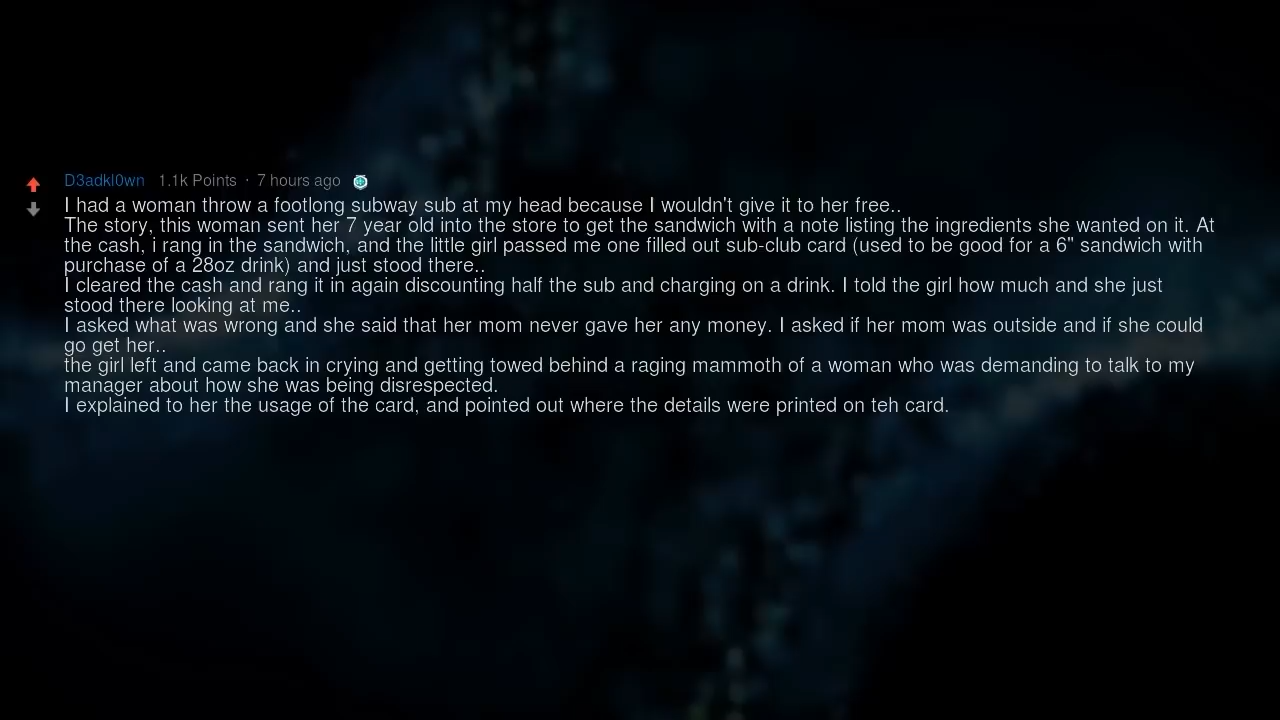 D3adkl0wn 1.1k Points · 7 hours ago
I had a woman throw a footlong subway sub at my head because I wouldn't give it to her free..
The story, this woman sent her 7 year old into the store to get the sandwich with a note listing the ingredients she wanted on it. At
the cash, i rang in the sandwich, and the little girl passed me one filled out sub-club card (used to be good for a 6" sandwich with
purchase of a 28oz drink) and just stood there..
I cleared the cash and rang it in again discounting half the sub and charging on a drink. I told the girl how much and she just
stood there looking at me..
I asked what was wrong and she said that her mom never gave her any money. I asked if her mom was outside and if she could
go get her..
the girl left and came back in crying and getting towed behind a raging mammoth of a woman who was demanding to talk to my
manager about how she was being disrespected.
I explained to her the usage of the card, and pointed out where the details were printed on teh card.